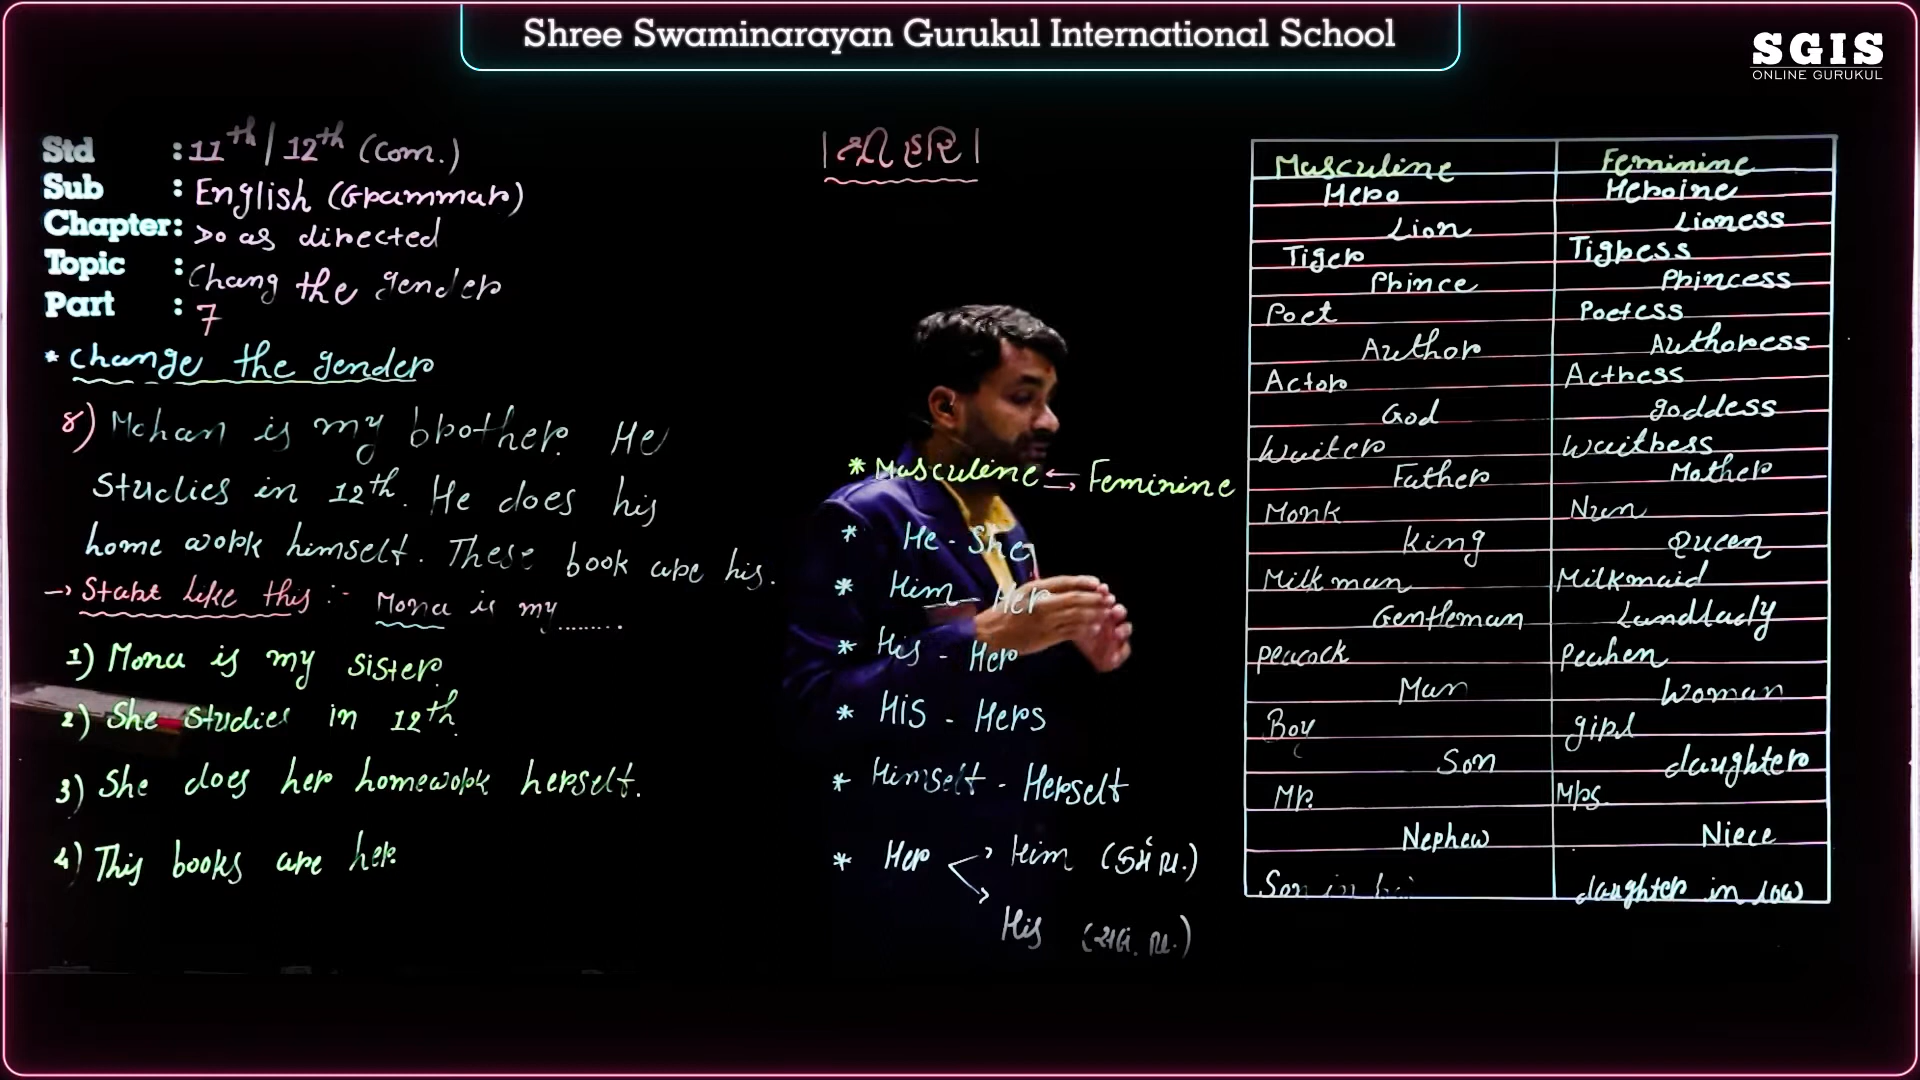 Shree Swaminarayan Gurukul International School
SGIS
ONLINE GURUKUL
Std : 11th / 12th (Com.)
Sub : English (Grammar)
Chapter: Do as directed
Topic : Chang the gender
Part : 7
* Change the gender
8) Mohan is my brother. He
Studies in 12th. He does his
home work himself. These book are his.
→ Start like this :- Mona is my........
1) Mona is my sister.
2) She studies in 12th.
3) She does her homework herself.
4) This books are her.
|શ્રી હરિ|
* Masculine ⇆ Feminine
* He - She
* Him - Her
* His - Her
* His - Hers
* Himself - Herself
* Her → Him (કર્મ વિ.)
→ His
Masculine Feminine
Hero Heroine
Lion Lioness
Tiger Tigress
Prince Princess
Poet Poetess
Author Authoress
Actor Actress
God goddess
Waiter Waitress
Father Mother
Monk Nun
King Queen
Milk man Milkmaid
Gentleman Landlady
peacock Peahen
Man Woman
Boy girl
Son daughter
Mr. Mrs.
Nephew Niece
Son in daughter in low